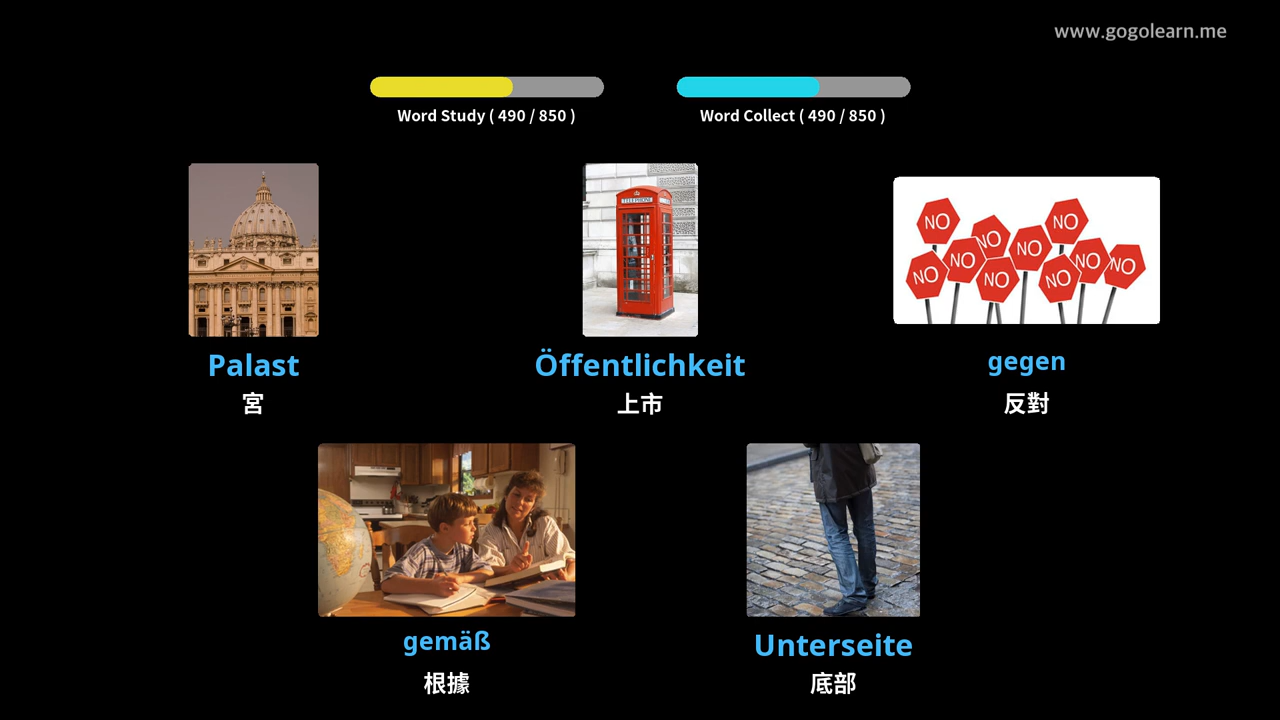 www.gogolearn.me
Word Study ( 490 / 850 )
Word Collect ( 490 / 850 )
TELEPHONE
NO
NO
NO
NO
NO
NO
NO
NO
NO
NO
Palast
宮
Öffentlichkeit
上市
gegen
反對
gemäß
根據
Unterseite
底部